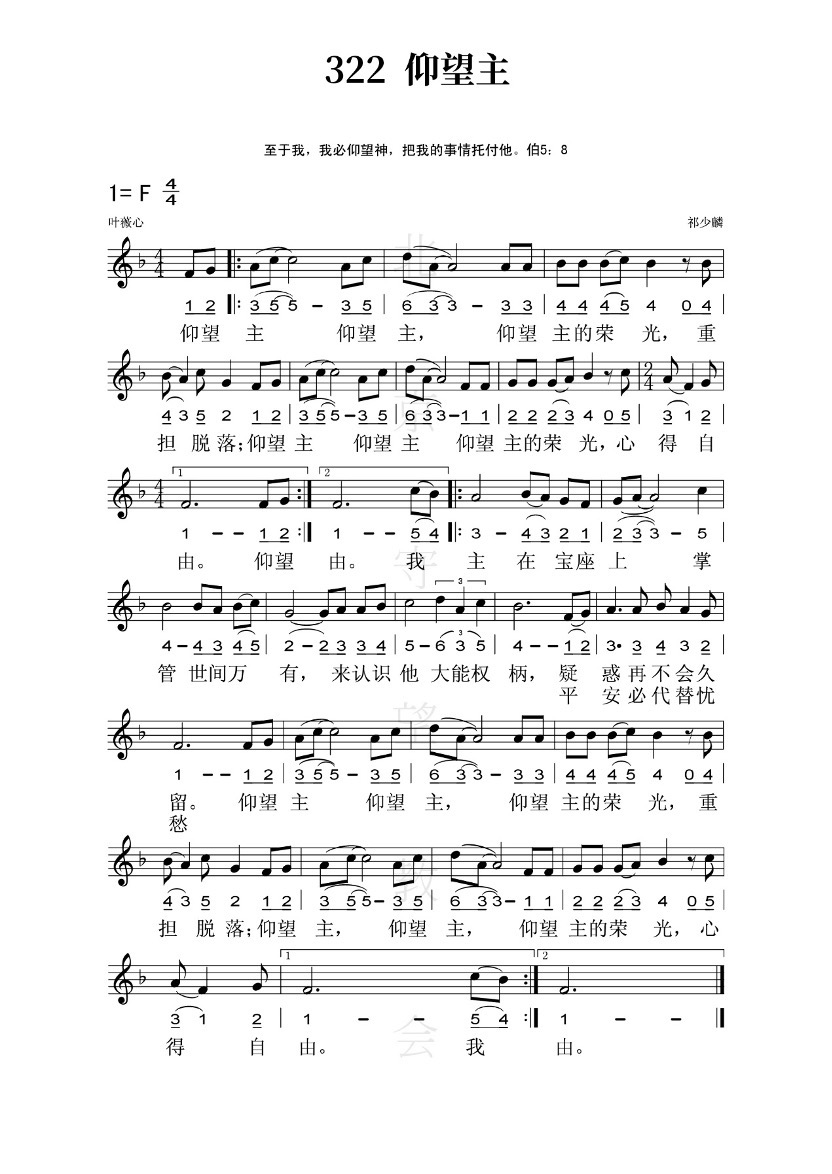 322 仰望主
至于我，我必仰望神，把我的事情托付他。伯5：8
1= F 4/4
叶薇心 祁少麟
1 2 3 5 5 – 3 5 6 3 3 – 3 3 4 4 4 5 4 0 4
仰望 主 仰望 主， 仰望 主的荣 光，重
4 3 5 2 1 2 3 5 5 – 3 5 6 3 3 – 1 1 2 2 2 3 4 0 5 3 1 2
担 脱落；仰望 主 仰望 主 仰望 主的荣 光，心 得 自
1 2
1 – – 1 2 1 – – 5 4 3 – 4 3 2 1 2 3 3 – 5
由。 仰望 由。 我 主 在 宝座 上 掌
3 3
4 – 4 3 4 5 2 – 2 3 3 4 5 – 6 3 5 4 – – 1 2 3· 3 4 3 2
3
管 世间万 有，来认识 他 大能权 柄，疑 惑 再不会久
平 安必代替忧
1 – – 1 2 3 5 5 – 3 5 6 3 3 – 3 3 4 4 4 5 4 0 4
留。 仰望 主 仰望 主， 仰望 主的荣 光，重
愁
4 3 5 2 1 2 3 5 5 – 3 5 6 3 3 – 1 1 2 2 2 3 4 0 5
担 脱 落；仰望 主， 仰望 主， 仰望 主的荣 光，心
1 2
3 1 2 1 – – 5 4 1 – –
得 自 由。 我 由。
北京守望教会